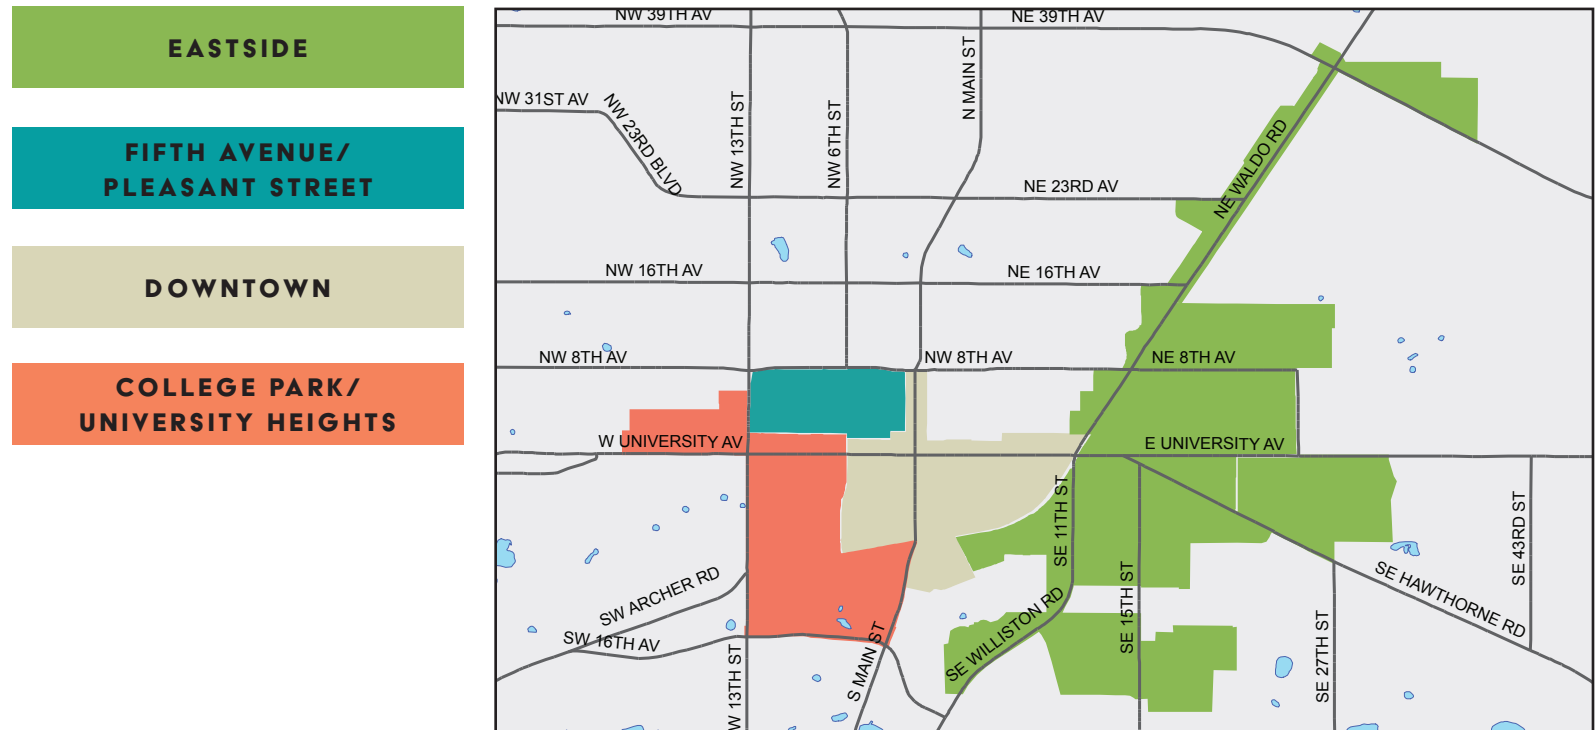 EASTSIDE
FIFTH AVENUE/
PLEASANT STREET
DOWNTOWN
COLLEGE PARK/
UNIVERSITY HEIGHTS
NW 39TH AV
NE 39TH AV
N MAIN ST
NW 31ST AV
NW 23RD BLVD
NW 13TH ST
NW 6TH ST
NE WALDO RD
NE 23RD AV
NW 16TH AV
NE 16TH AV
NW 8TH AV
NW 8TH AV
NE 8TH AV
W UNIVERSITY AV
E UNIVERSITY AV
SE 11TH ST
SE 43RD ST
SW ARCHER RD
SE 15TH ST
SE HAWTHORNE RD
SE WILLISTON RD
SW 16TH AV
S MAIN ST
SE 27TH ST
W 13TH ST